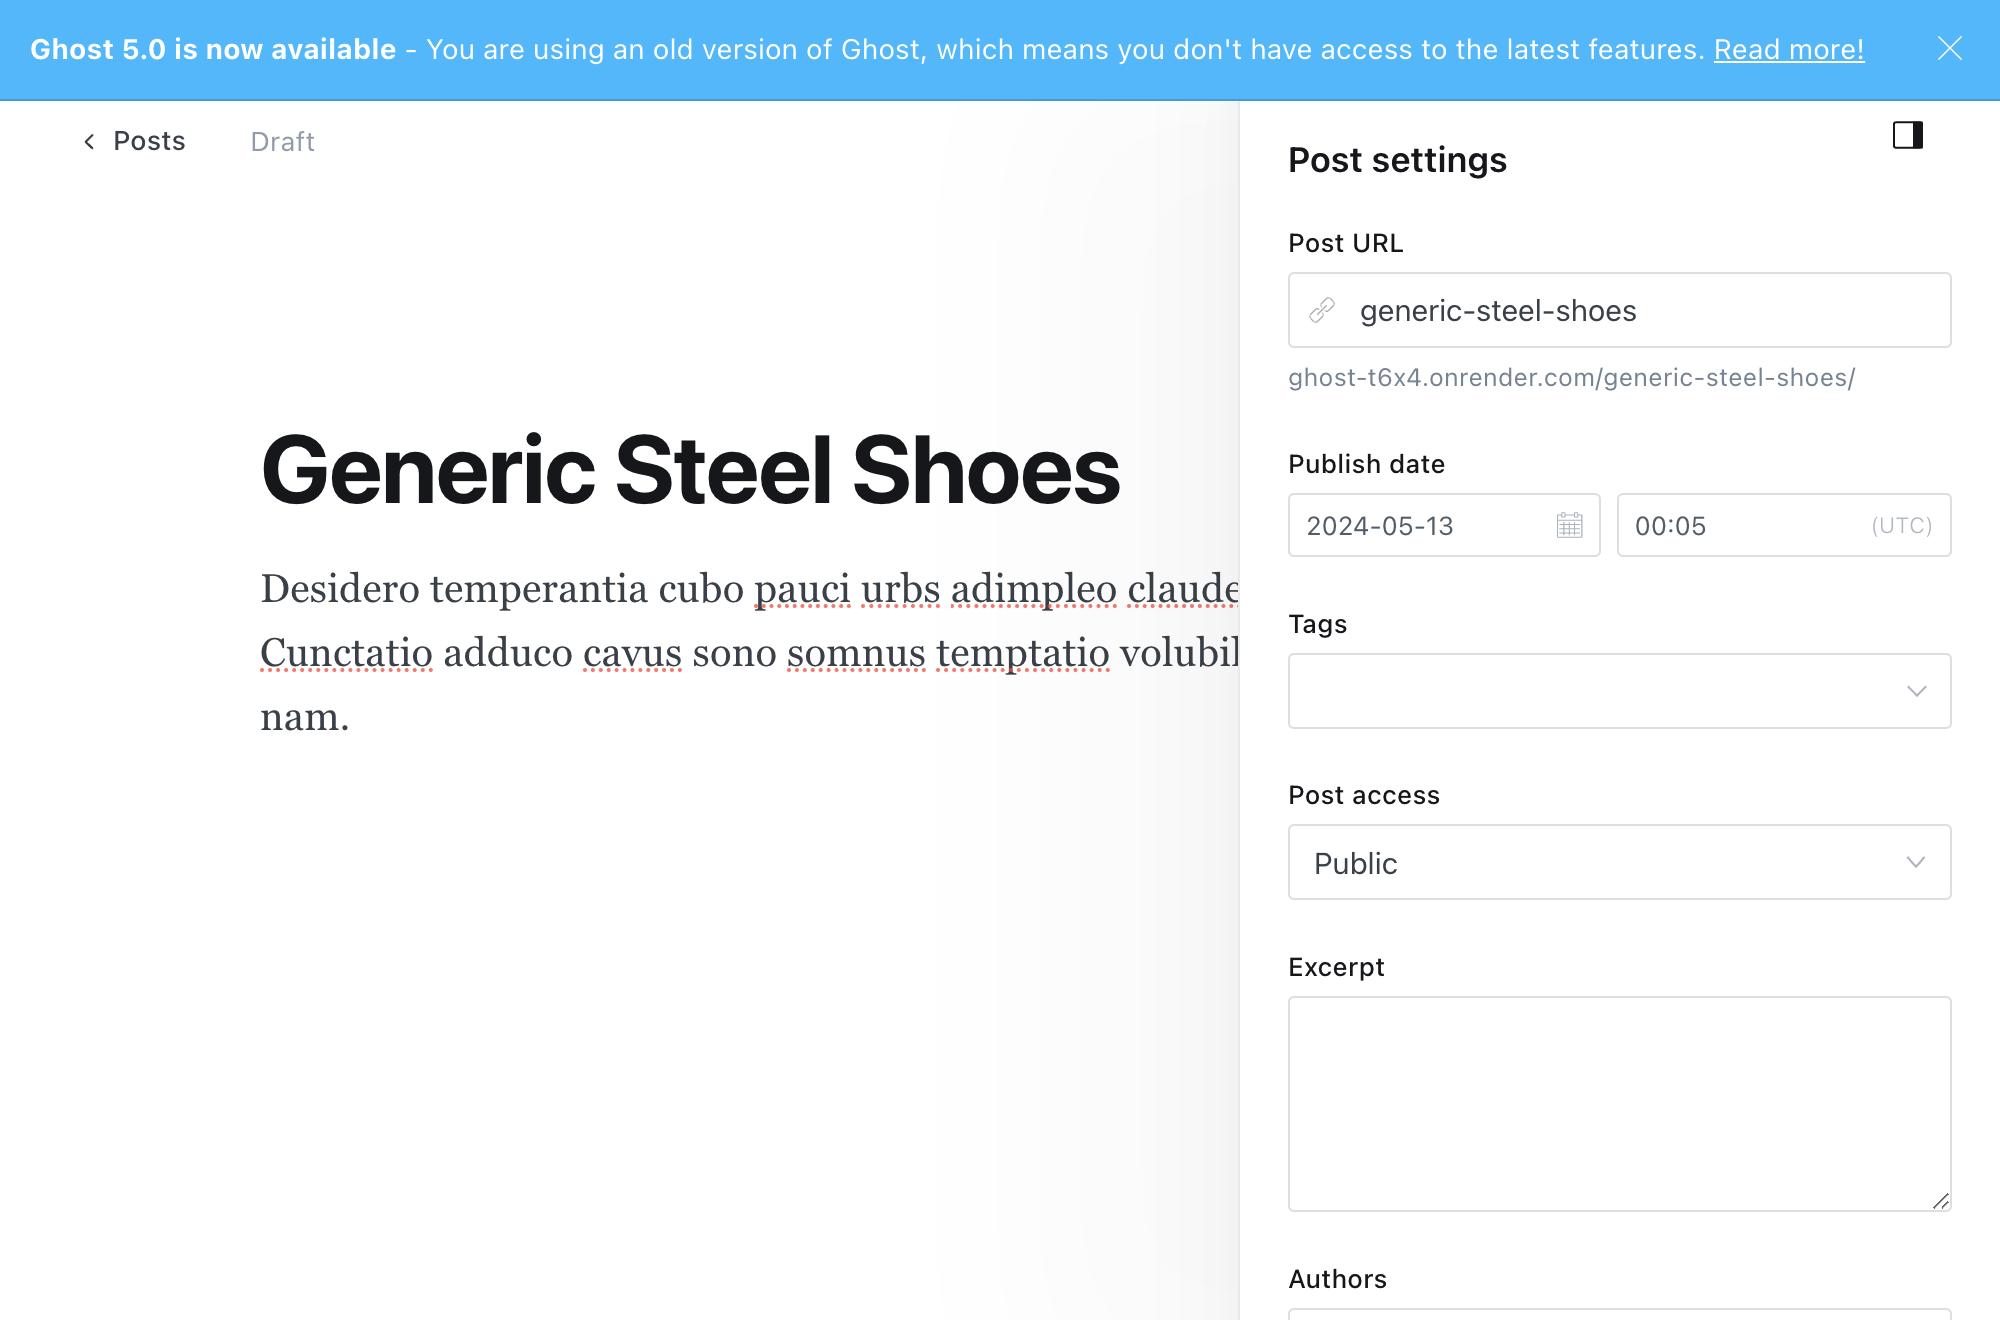 Ghost 5.0 is now available - You are using an old version of Ghost, which means you don't have access to the latest features. Read more!
Posts
Draft
Generic Steel Shoes
Desidero temperantia cubo pauci urbs adimpleo claude
Cunctatio adduco cavus sono somnus temptatio volubil
nam.
Post settings
Post URL
generic-steel-shoes
ghost-t6x4.onrender.com/generic-steel-shoes/
Publish date
2024-05-13
00:05 (UTC)
Tags
Post access
Public
Excerpt
Authors